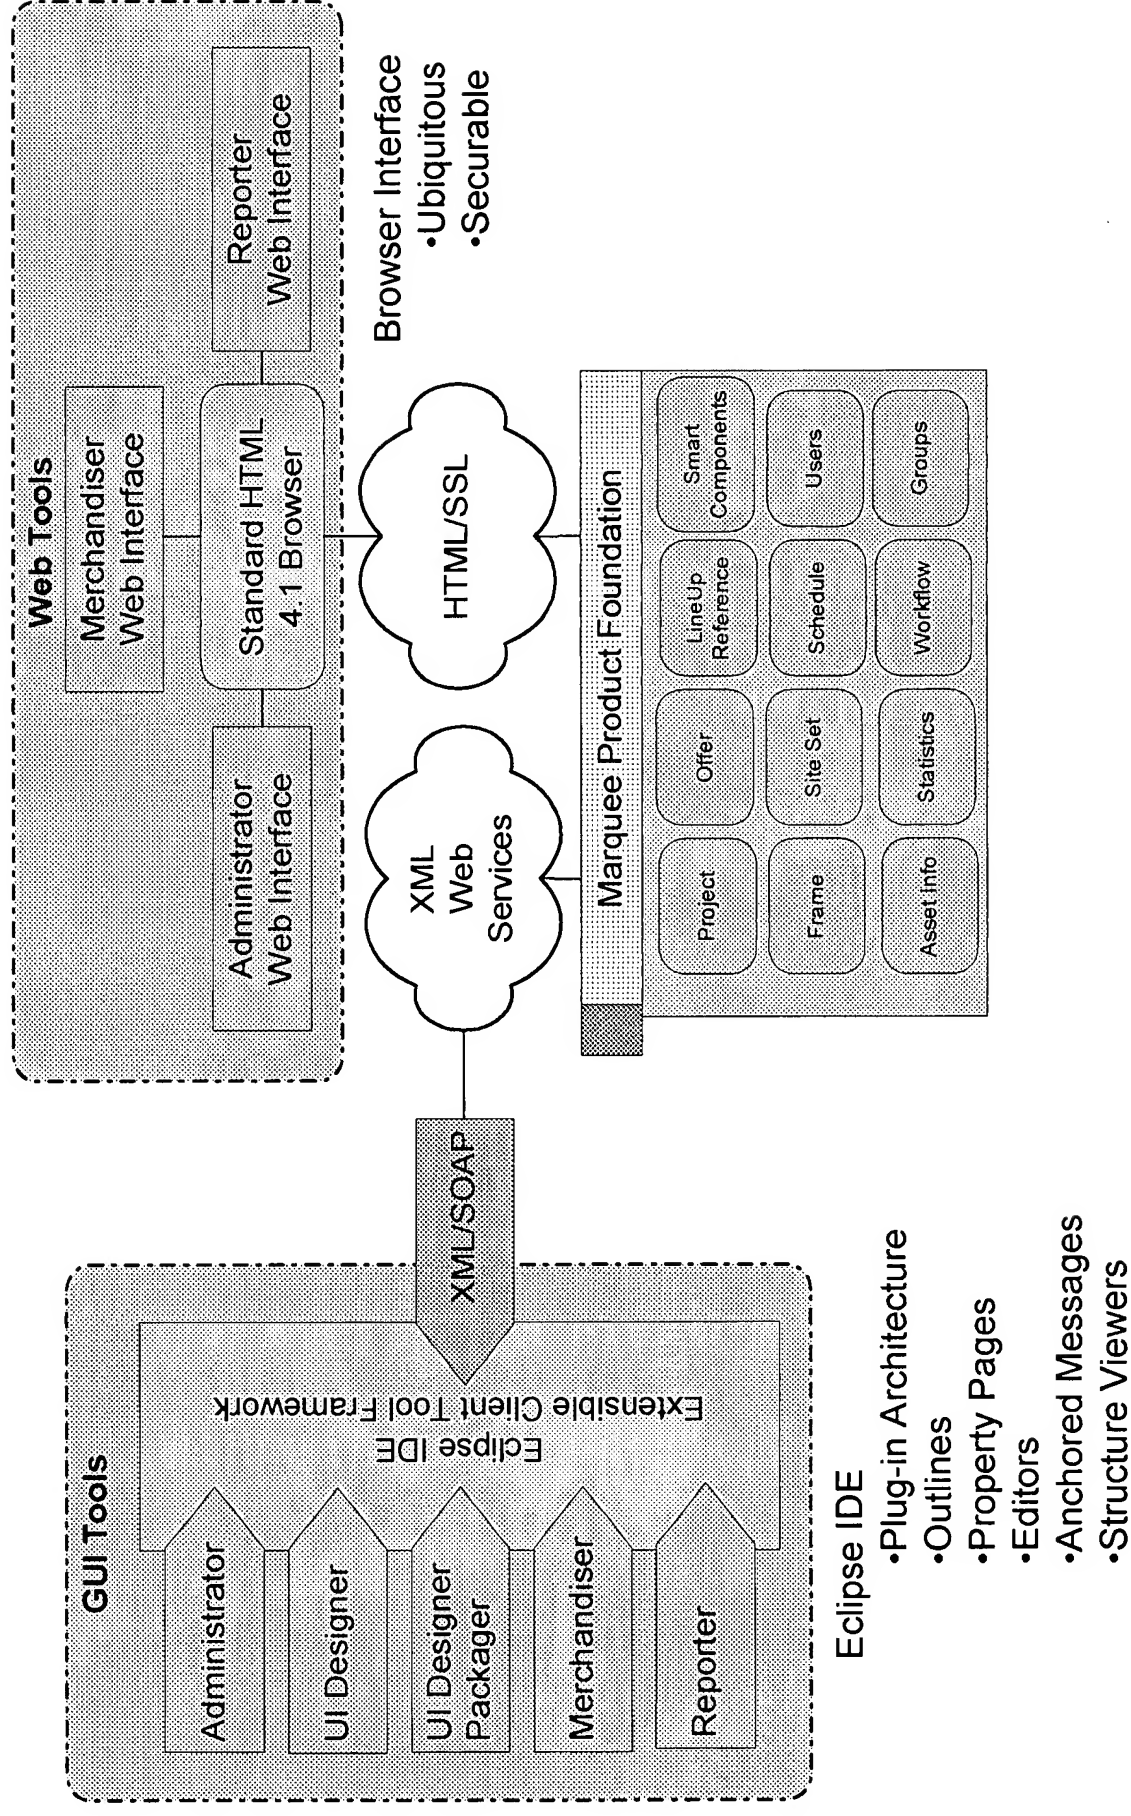 GUI Tools
Administrator
UI Designer
UI Designer
Packager
Merchandiser
Reporter
Eclipse IDE
Extensible Client Tool Framework
XML/SOAP
Eclipse IDE
•Plug-in Architecture
•Outlines
•Property Pages
•Editors
•Anchored Messages
•Structure Viewers
Web Tools
Merchandiser
Web Interface
Administrator
Web Interface
Standard HTML
4.1 Browser
Reporter
Web Interface
Browser Interface
•Ubiquitous
•Securable
XML
Web
Services
HTML/SSL
Marquee Product Foundation
Project
Offer
LineUp
Reference
Smart
Components
Frame
Site Set
Schedule
Users
Asset Info
Statistics
Workflow
Groups